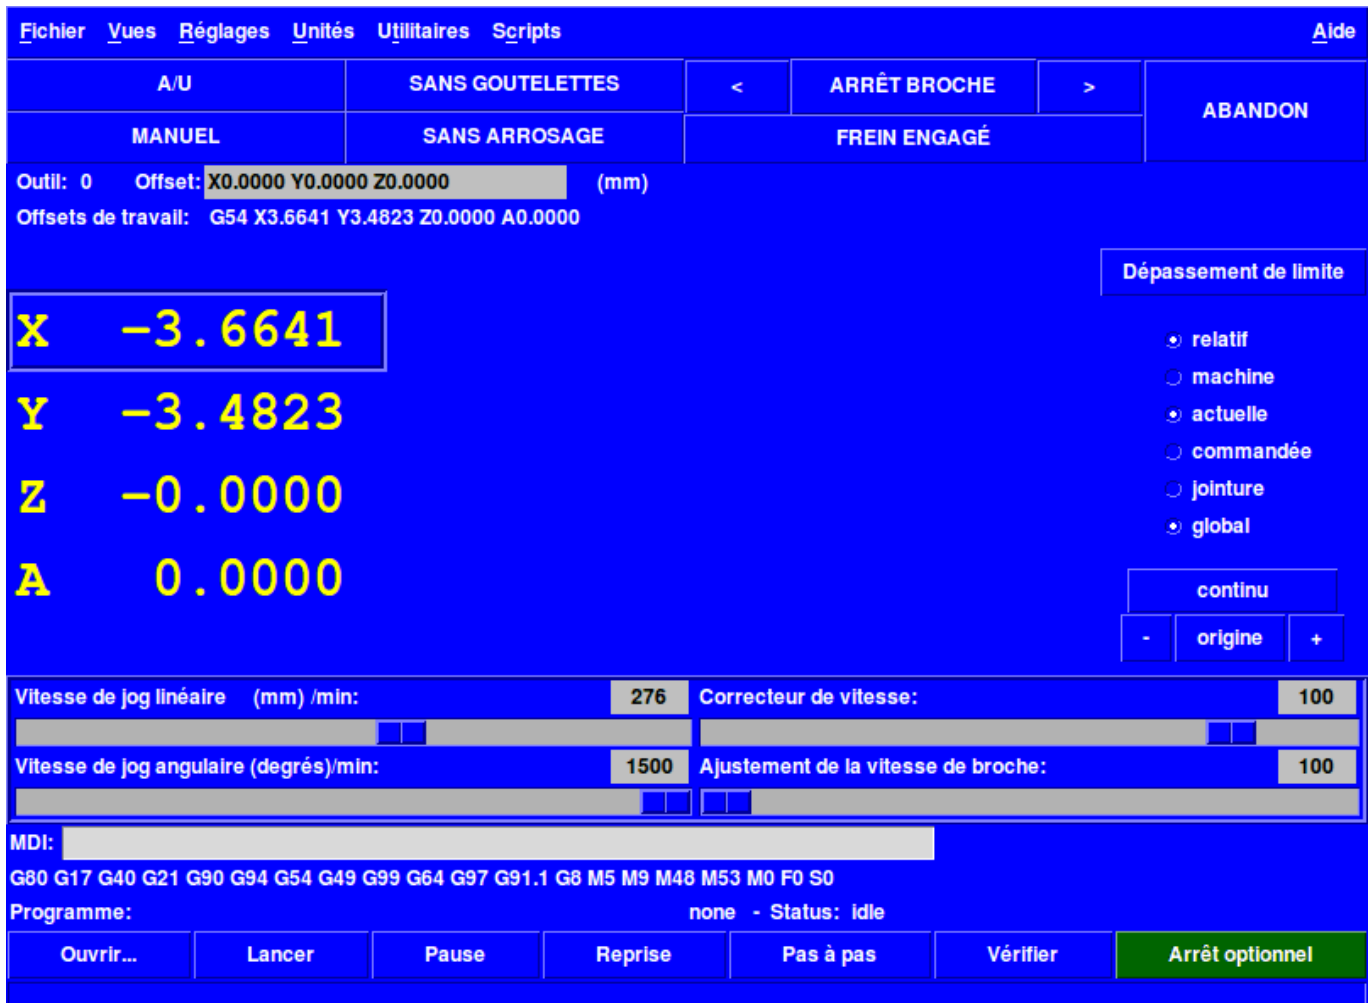 Fichier Vues Réglages Unités Utilitaires Scripts Aide
A/U SANS GOUTELETTES < ARRÊT BROCHE > ABANDON
MANUEL SANS ARROSAGE FREIN ENGAGÉ
Outil: 0 Offset: X0.0000 Y0.0000 Z0.0000 (mm)
Offsets de travail: G54 X3.6641 Y3.4823 Z0.0000 A0.0000
Dépassement de limite
X -3.6641
relatif
machine
Y -3.4823
actuelle
commandée
Z -0.0000
jointure
global
A 0.0000
continu
- origine +
Vitesse de jog linéaire (mm) /min: 276 Correcteur de vitesse: 100
Vitesse de jog angulaire (degrés)/min: 1500 Ajustement de la vitesse de broche: 100
MDI:
G80 G17 G40 G21 G90 G94 G54 G49 G99 G64 G97 G91.1 G8 M5 M9 M48 M53 M0 F0 S0
Programme: none - Status: idle
Ouvrir... Lancer Pause Reprise Pas à pas Vérifier Arrêt optionnel